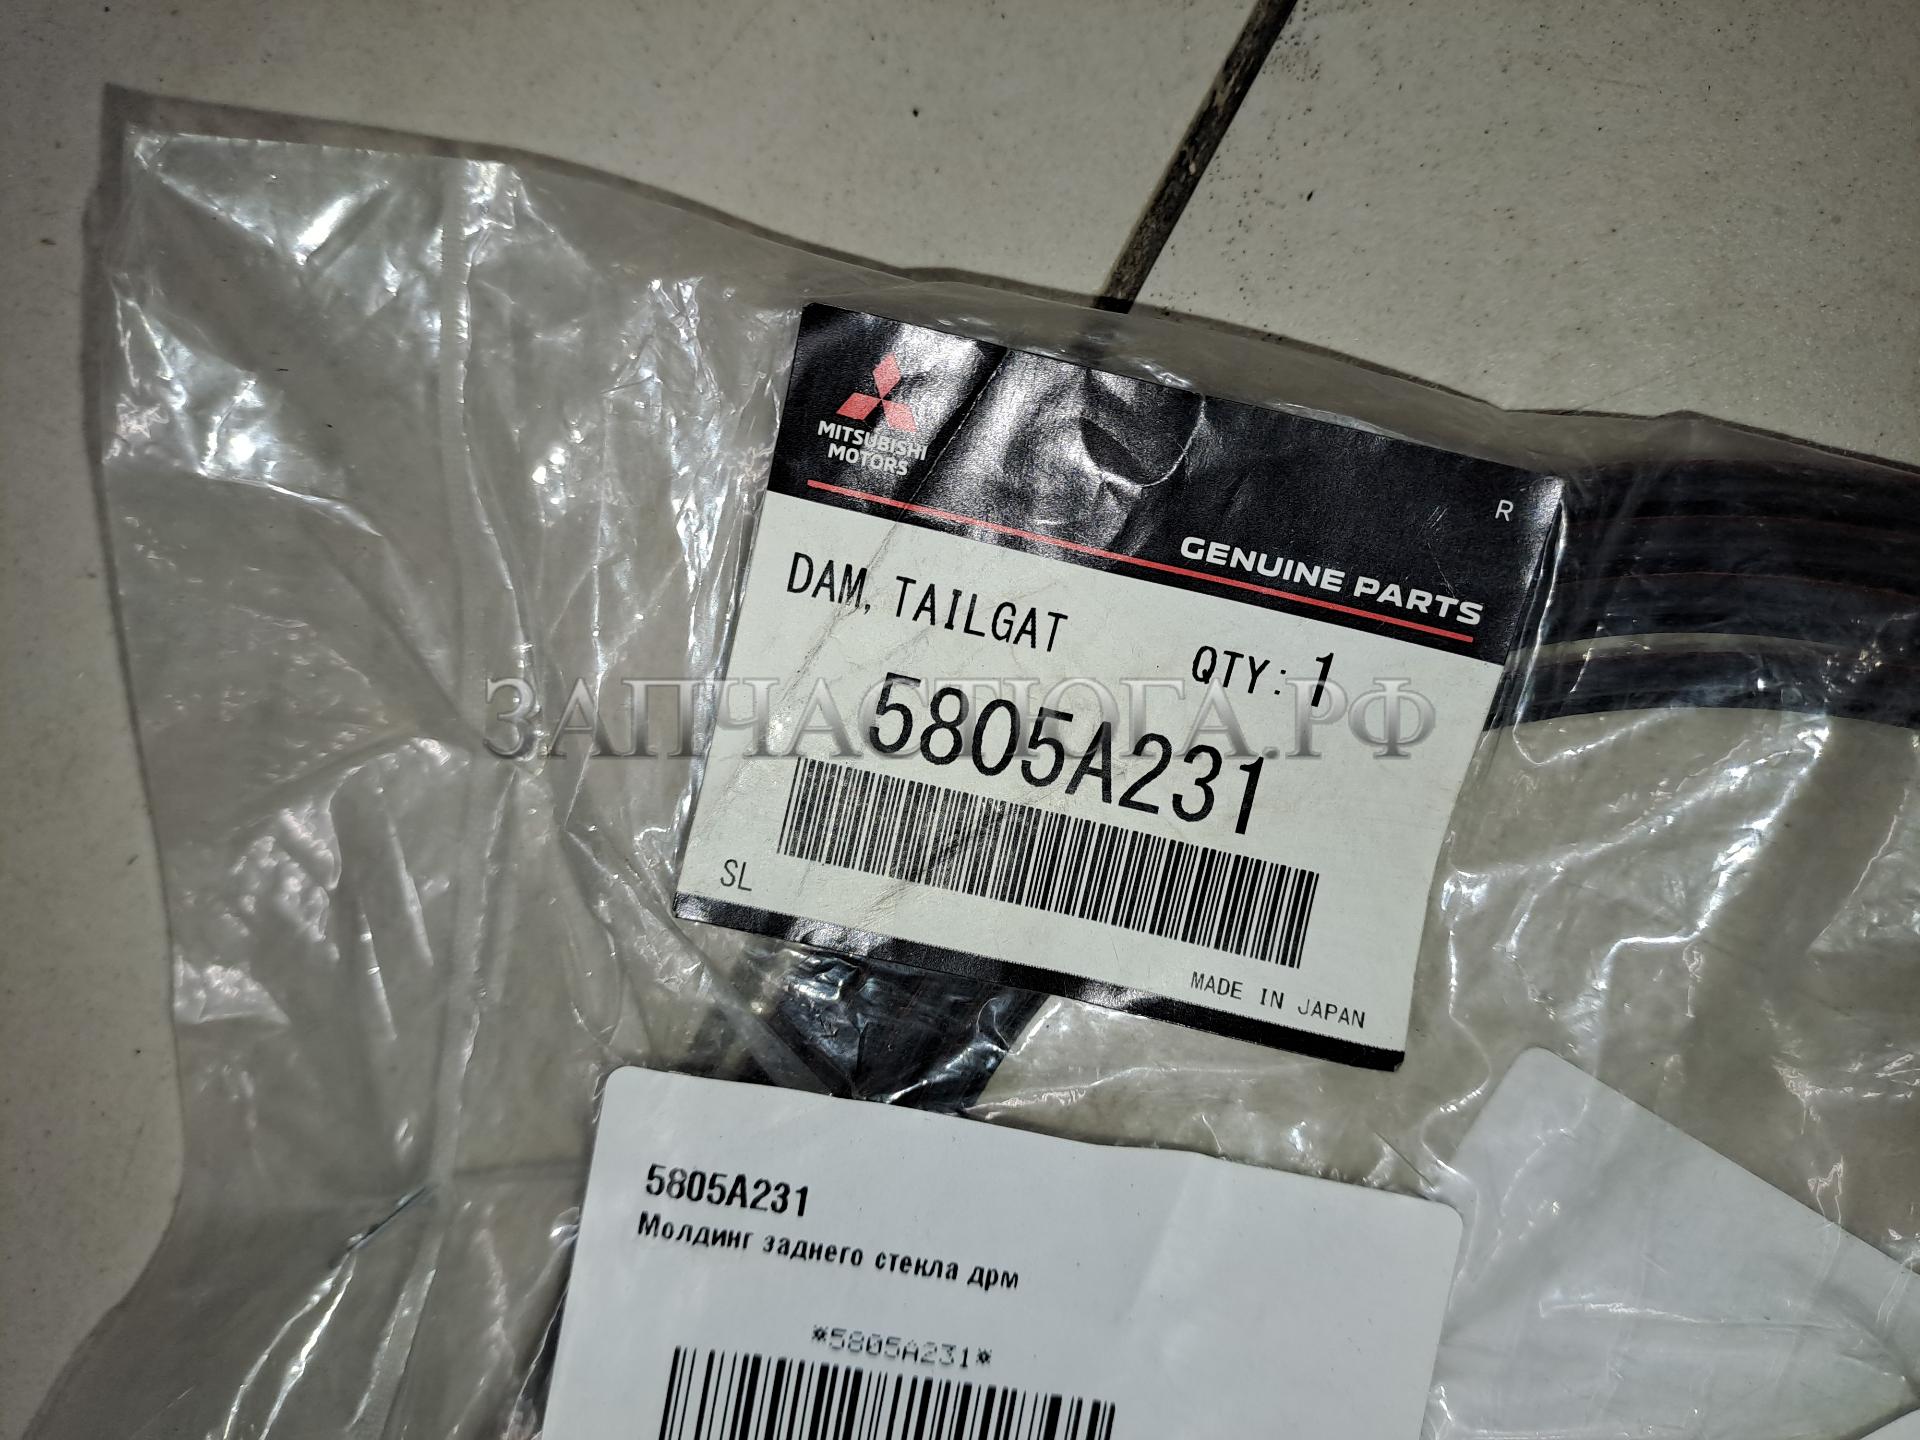 MITSUBISHI
MOTORS
R
GENUINE PARTS
DAM, TAILGAT
QTY: 1
5805A231
ЗАПЧАСТЮГА.РФ
SL
MADE IN JAPAN
5805A231
Молдинг заднего стекла дрм
*5805A231*